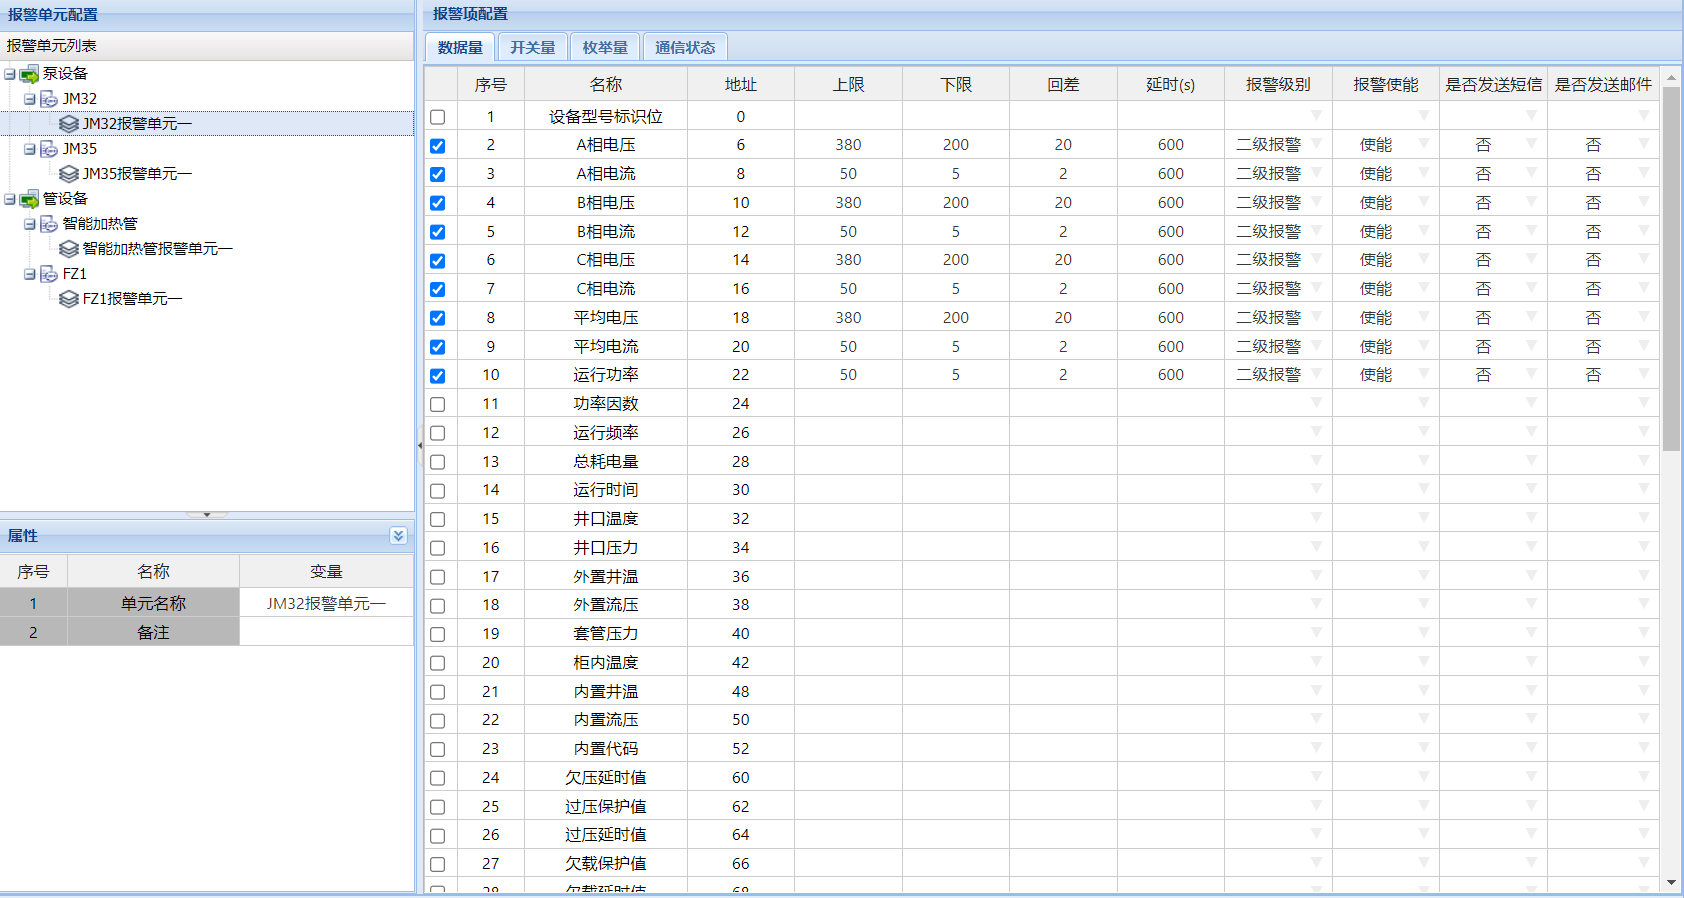 报警单元配置
报警单元列表
泵设备
JM32
JM32报警单元一
JM35
JM35报警单元一
管设备
智能加热管
智能加热管报警单元一
FZ1
FZ1报警单元一
属性
序号 名称 变量
1 单元名称 JM32报警单元一
2 备注
报警项配置
数据量 开关量 枚举量 通信状态
序号 名称 地址 上限 下限 回差 延时(s) 报警级别 报警使能 是否发送短信 是否发送邮件
1 设备型号标识位 0
2 A相电压 6 380 200 20 600 二级报警 使能 否 否
3 A相电流 8 50 5 2 600 二级报警 使能 否 否
4 B相电压 10 380 200 20 600 二级报警 使能 否 否
5 B相电流 12 50 5 2 600 二级报警 使能 否 否
6 C相电压 14 380 200 20 600 二级报警 使能 否 否
7 C相电流 16 50 5 2 600 二级报警 使能 否 否
8 平均电压 18 380 200 20 600 二级报警 使能 否 否
9 平均电流 20 50 5 2 600 二级报警 使能 否 否
10 运行功率 22 50 5 2 600 二级报警 使能 否 否
11 功率因数 24
12 运行频率 26
13 总耗电量 28
14 运行时间 30
15 井口温度 32
16 井口压力 34
17 外置井温 36
18 外置流压 38
19 套管压力 40
20 柜内温度 42
21 内置井温 48
22 内置流压 50
23 内置代码 52
24 欠压延时值 60
25 过压保护值 62
26 过压延时值 64
27 欠载保护值 66
28 欠载延时值 68